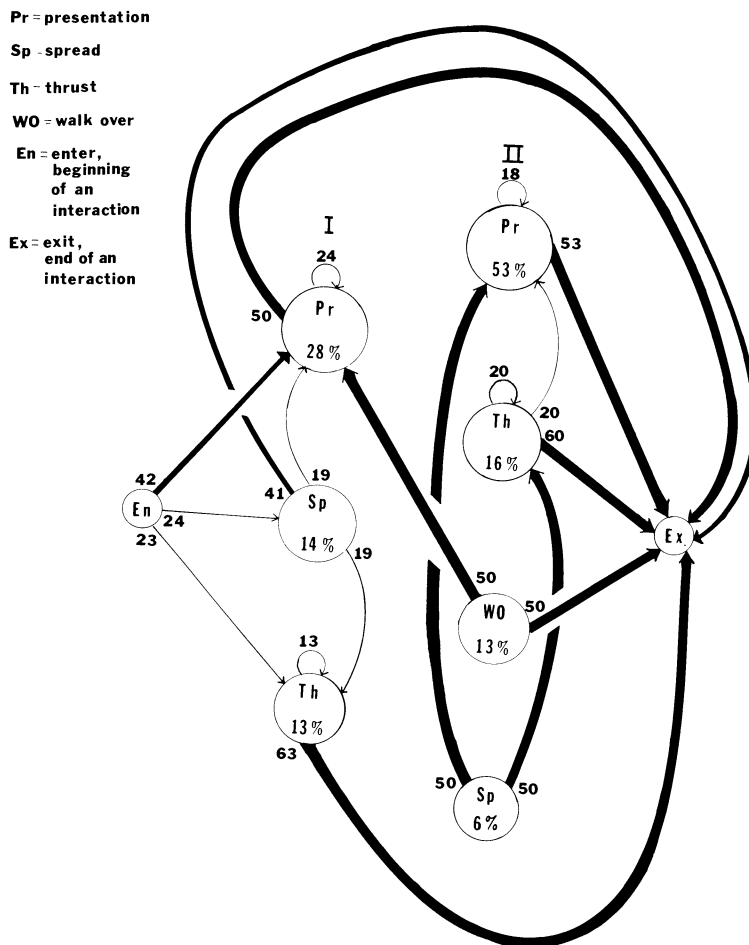 Pr = presentation
Sp - spread
Th - thrust
WO = walk over
En = enter,
beginning
of an
interaction
Ex = exit,
end of an
interaction
I
II
18
Pr
53 %
53
24
Pr
28 %
50
20
Th
16 %
20
60
42
En
24
23
19
41
Sp
14 %
19
Ex.
50
WO
13 %
50
13
Th
13 %
63
50
Sp
6 %
50